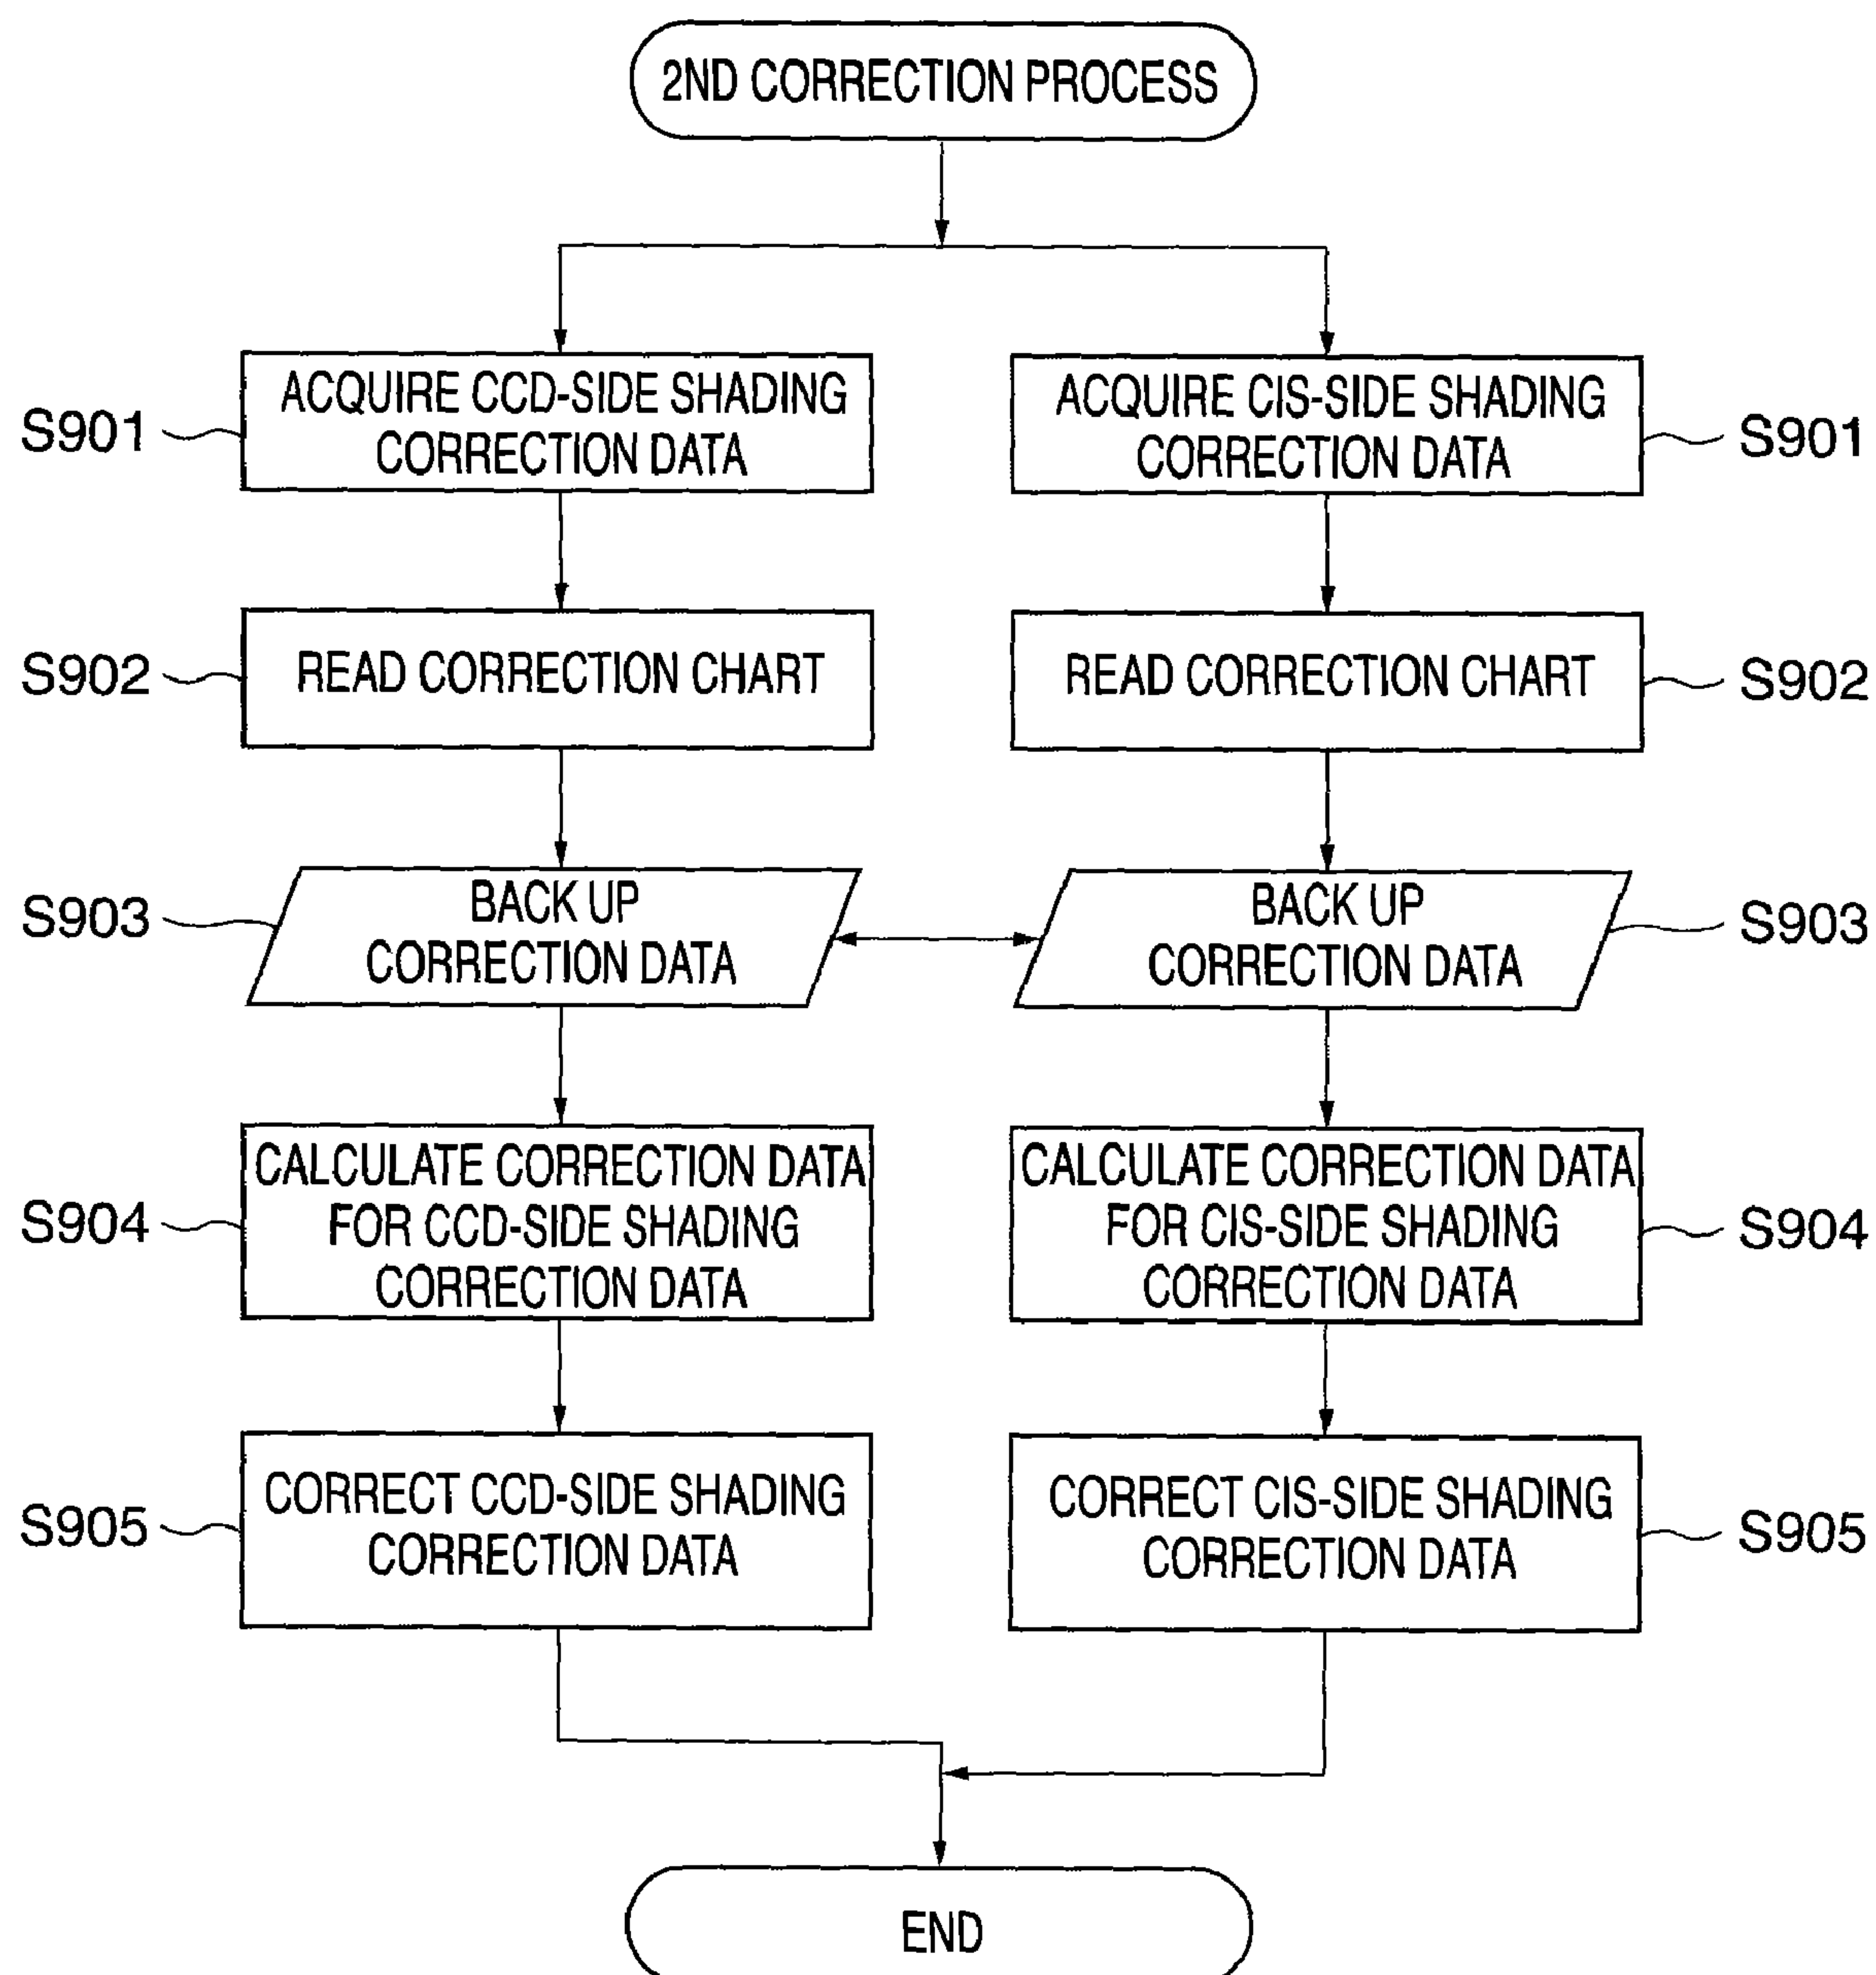 2ND CORRECTION PROCESS
S901
ACQUIRE CCD-SIDE SHADING
CORRECTION DATA
ACQUIRE CIS-SIDE SHADING
CORRECTION DATA
S901
S902
READ CORRECTION CHART
READ CORRECTION CHART
S902
S903
BACK UP
CORRECTION DATA
BACK UP
CORRECTION DATA
S903
S904
CALCULATE CORRECTION DATA
FOR CCD-SIDE SHADING
CORRECTION DATA
CALCULATE CORRECTION DATA
FOR CIS-SIDE SHADING
CORRECTION DATA
S904
S905
CORRECT CCD-SIDE SHADING
CORRECTION DATA
CORRECT CIS-SIDE SHADING
CORRECTION DATA
S905
END